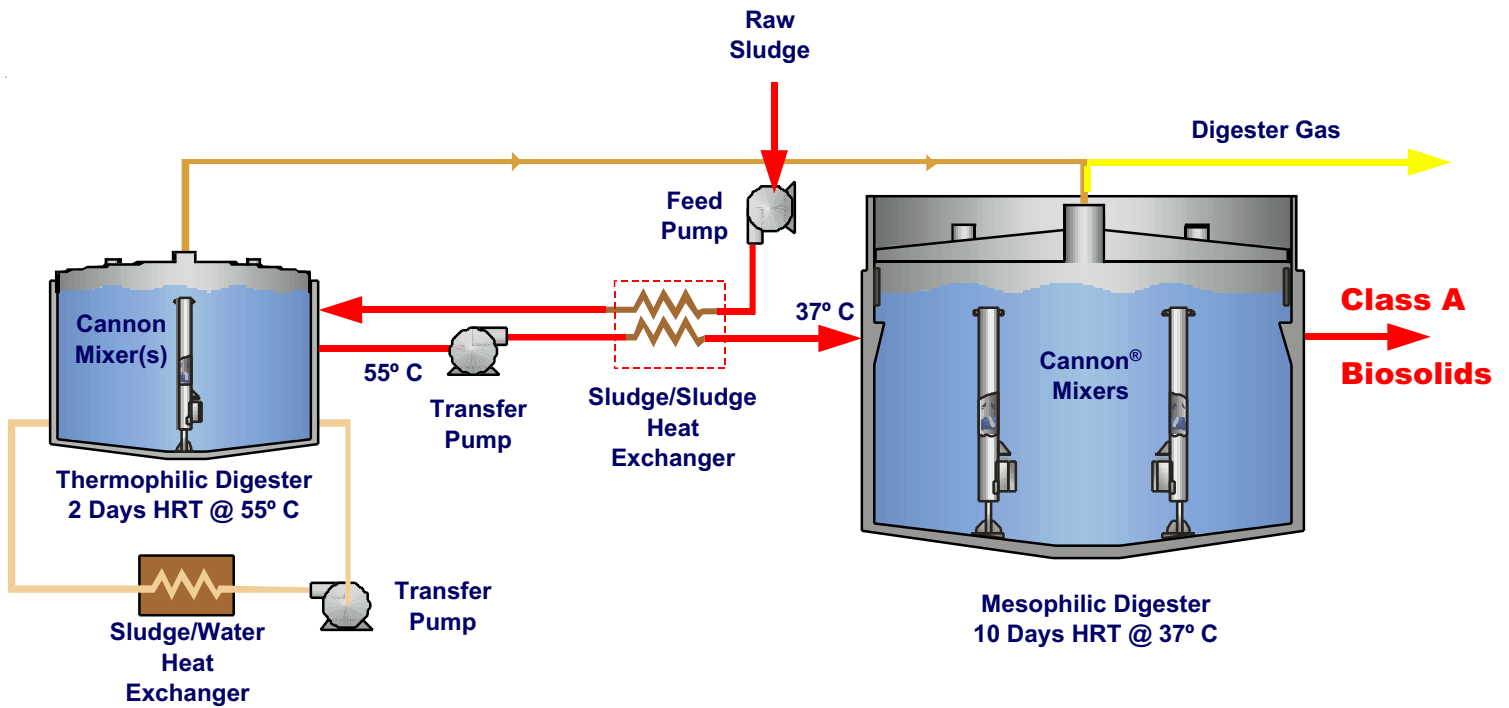 Raw
Sludge
Digester Gas
Feed
Pump
37º C
Cannon
Mixer(s)
55º C
Transfer
Pump
Sludge/Sludge
Heat
Exchanger
Cannon®
Mixers
Class A
Biosolids
Thermophilic Digester
2 Days HRT @ 55º C
Transfer
Pump
Sludge/Water
Heat
Exchanger
Mesophilic Digester
10 Days HRT @ 37º C